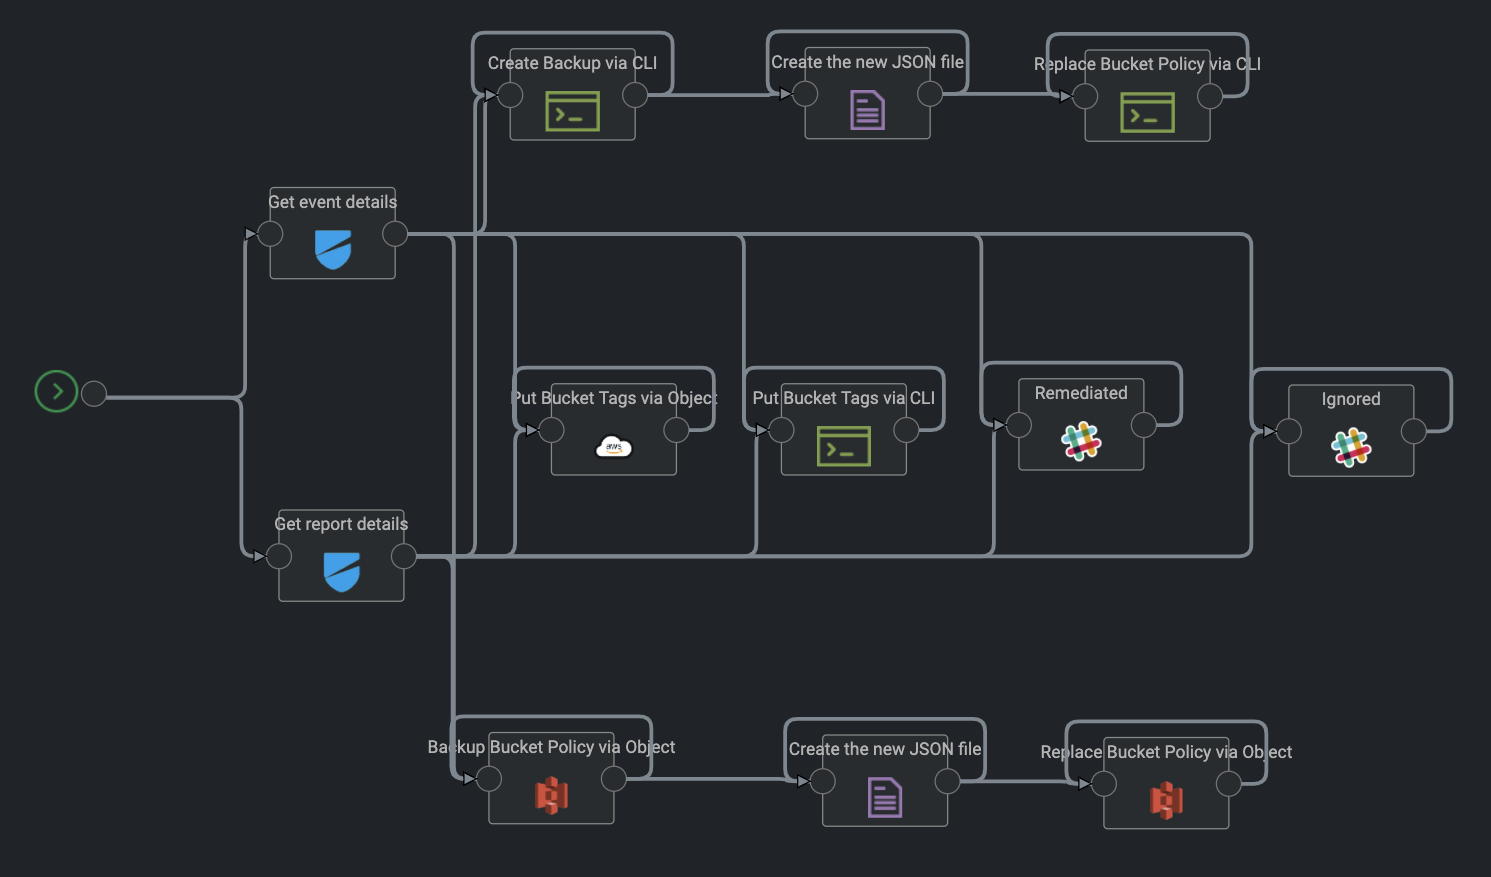 Create Backup via CLI
Create the new JSON file
Replace Bucket Policy via CLI
Get event details
Put Bucket Tags via Object
aws
Put Bucket Tags via CLI
Remediated
Ignored
Get report details
Backup Bucket Policy via Object
Create the new JSON file
Replace Bucket Policy via Object